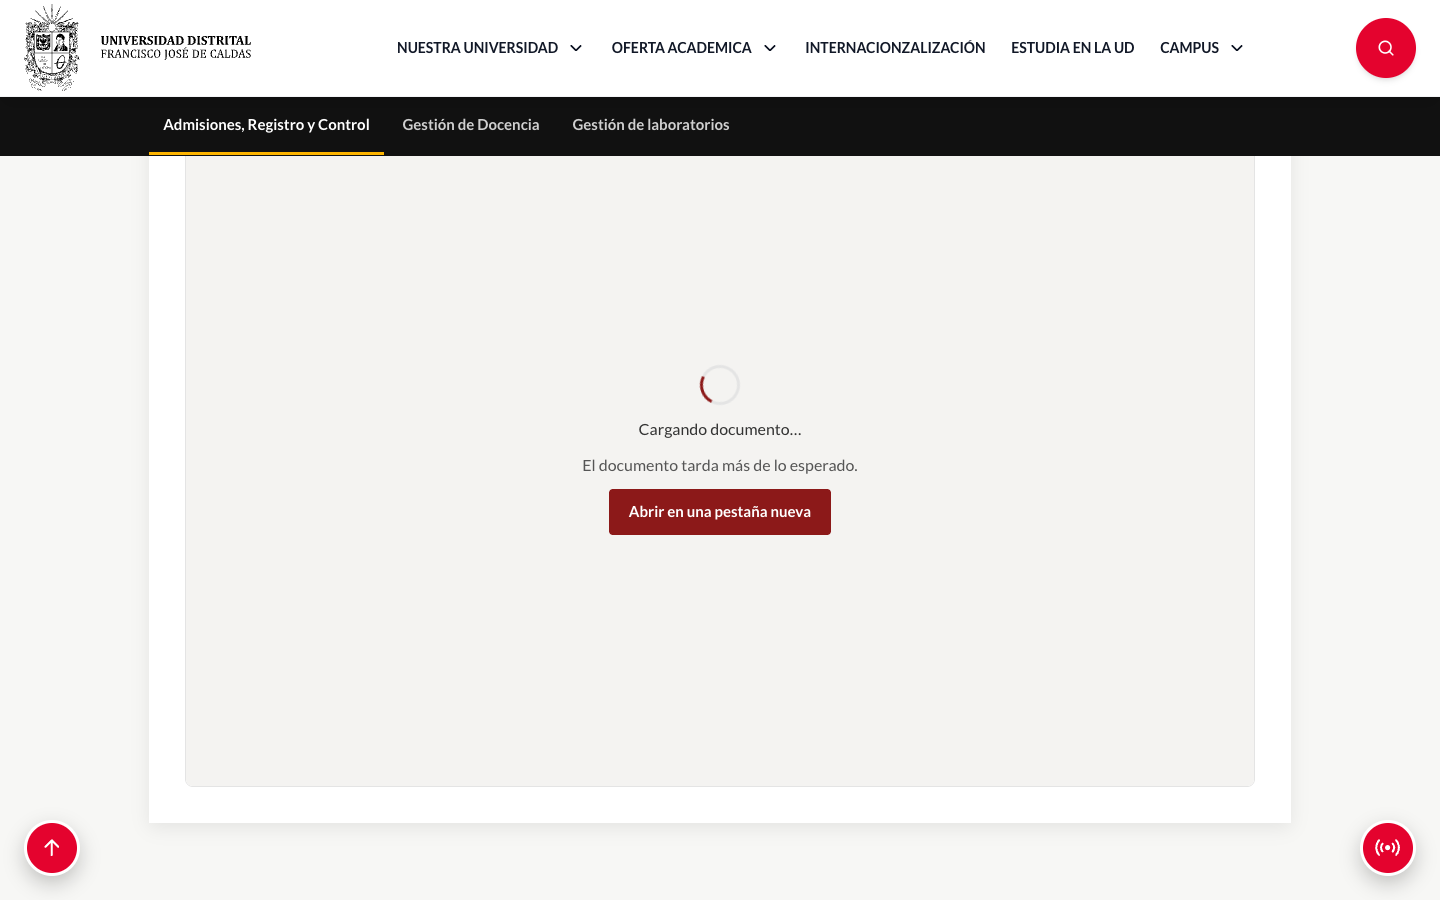 UNIVERSIDAD DISTRITAL
FRANCISCO JOSÉ DE CALDAS
NUESTRA UNIVERSIDAD
OFERTA ACADEMICA
INTERNACIONZALIZACIÓN
ESTUDIA EN LA UD
CAMPUS
Admisiones, Registro y Control
Gestión de Docencia
Gestión de laboratorios
Cargando documento...
El documento tarda más de lo esperado.
Abrir en una pestaña nueva